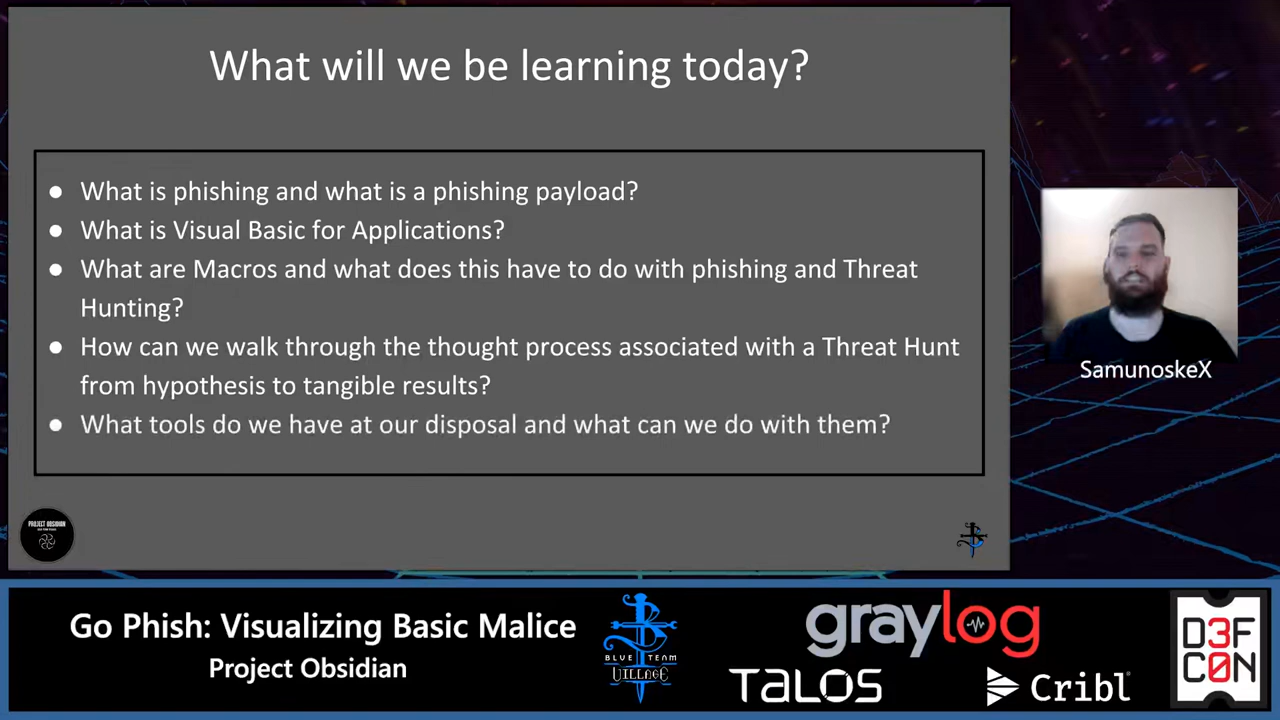 What will we be learning today?
● What is phishing and what is a phishing payload?
● What is Visual Basic for Applications?
● What are Macros and what does this have to do with phishing and Threat
Hunting?
● How can we walk through the thought process associated with a Threat Hunt
from hypothesis to tangible results?
● What tools do we have at our disposal and what can we do with them?
SamunoskeX
PROJECT OBSIDIAN
Go Phish: Visualizing Basic Malice
Project Obsidian
BLUE TEAM
VILLAGE
graylog
TALOS
Cribl
D3F
C0N